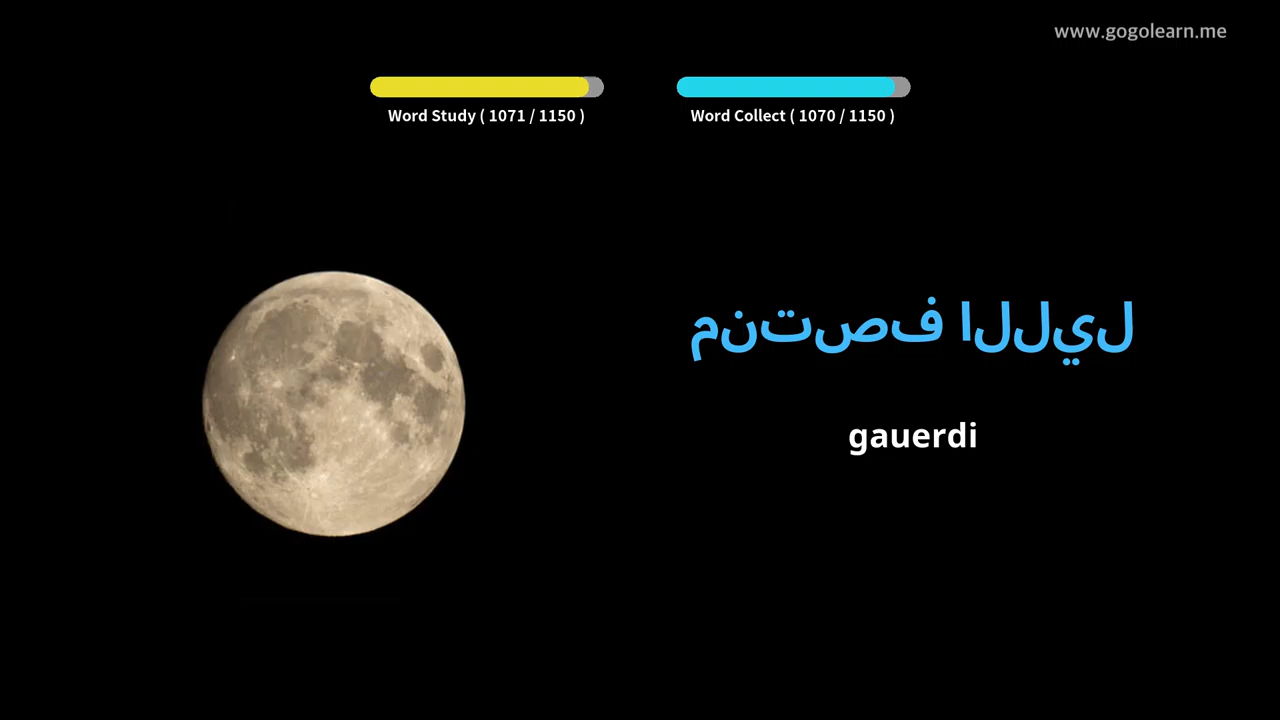 www.gogolearn.me
Word Study ( 1071 / 1150 )
Word Collect ( 1070 / 1150 )
منتصف الليل
gauerdi